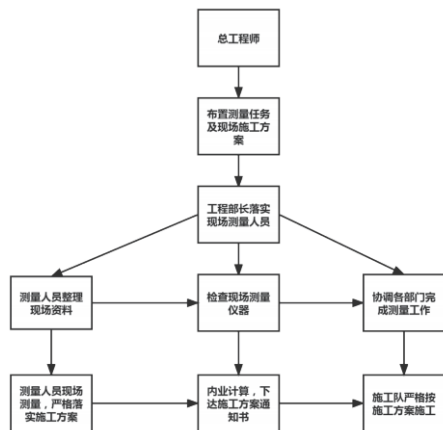 总工程师
布置测量任务
及现场施工方
案
工程部长落实
现场测量人员
测量人员整理
现场资料
检查现场测量
仪器
协调各部门完
成测量工作
测量人员现场
测量，严格落
实施工方案
内业计算，下
达施工方案通
知书
施工队严格按
施工方案施工